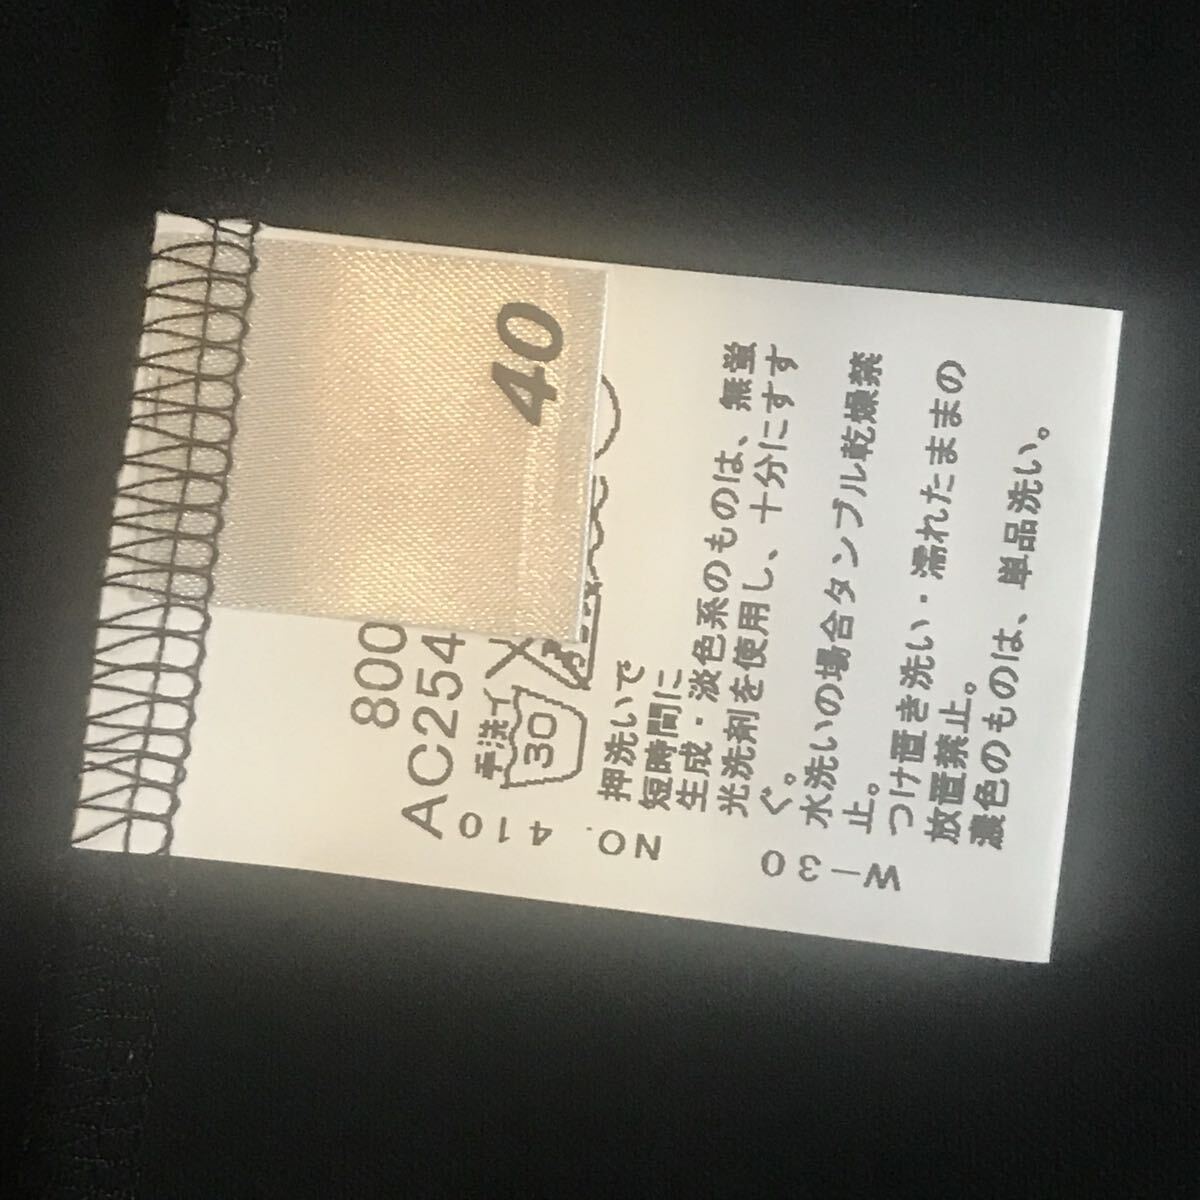 40
800
AC254
手洗イ
30
押洗いで
短時間に
生成・淡色系のものは、無蛍
光洗剤を使用し、十分にすす
ぐ。
水洗いの場合タンブル乾燥禁
止。
つけ置き洗い・濡れたままの
放置禁止。
濃色のものは、単品洗い。
410
NO.
W-30